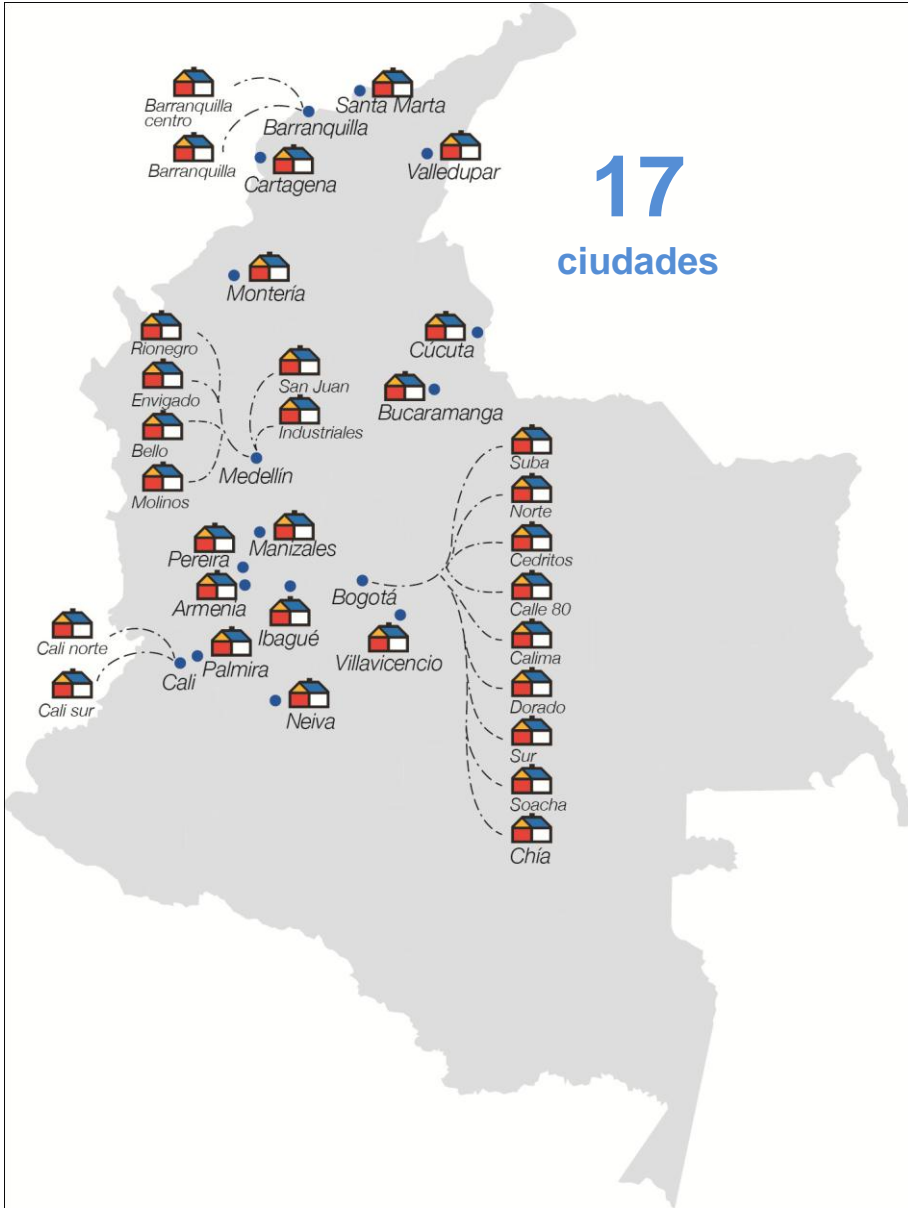 Barranquilla
centro
Santa Marta
Barranquilla
Barranquilla
Cartagena
Valledupar
17
ciudades
Montería
Rionegro
Cúcuta
Envigado
San Juan
Bucaramanga
Bello
Industriales
Medellín
Molinos
Suba
Norte
Pereira
Manizales
Cedritos
Armenia
Ibagué
Bogotá
Calle 80
Villavicencio
Calima
Cali norte
Palmira
Cali
Cali sur
Neiva
Dorado
Sur
Soacha
Chía